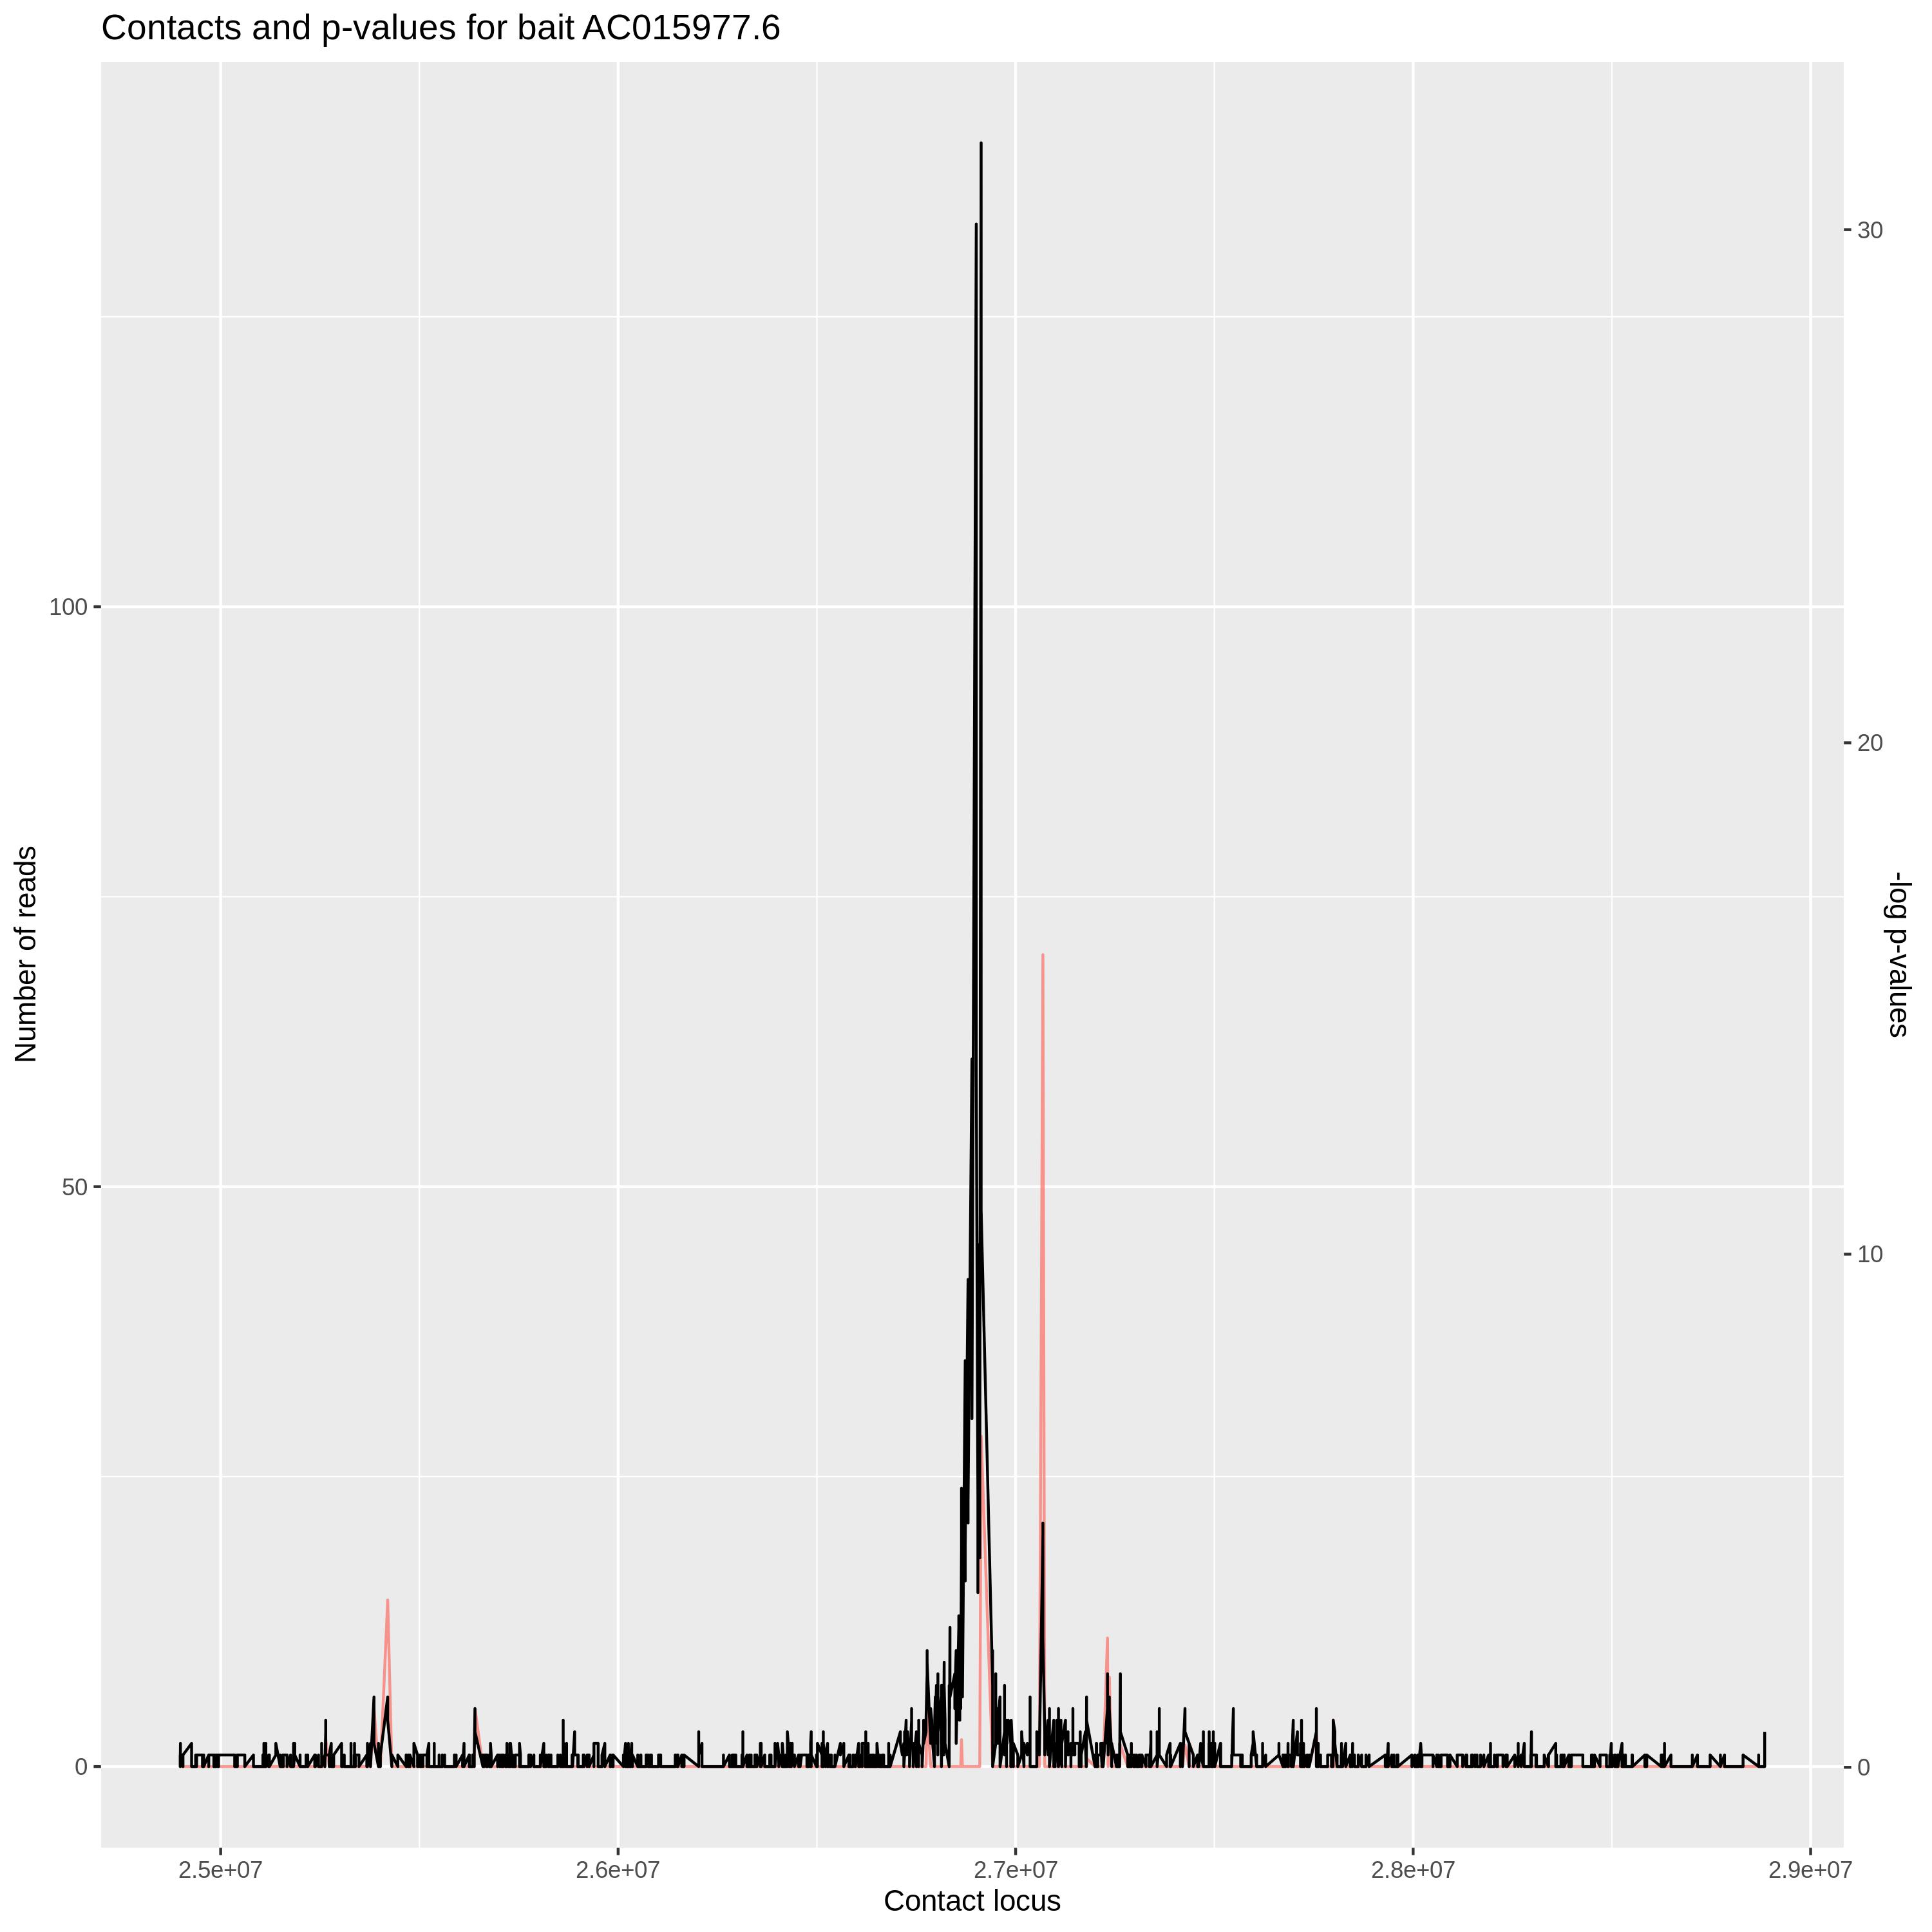 Contacts and p-values for bait AC015977.6
Number of reads
100
50
0
30
20
10
0
-log p-values
2.5e+07 2.6e+07 2.7e+07 2.8e+07 2.9e+07
Contact locus